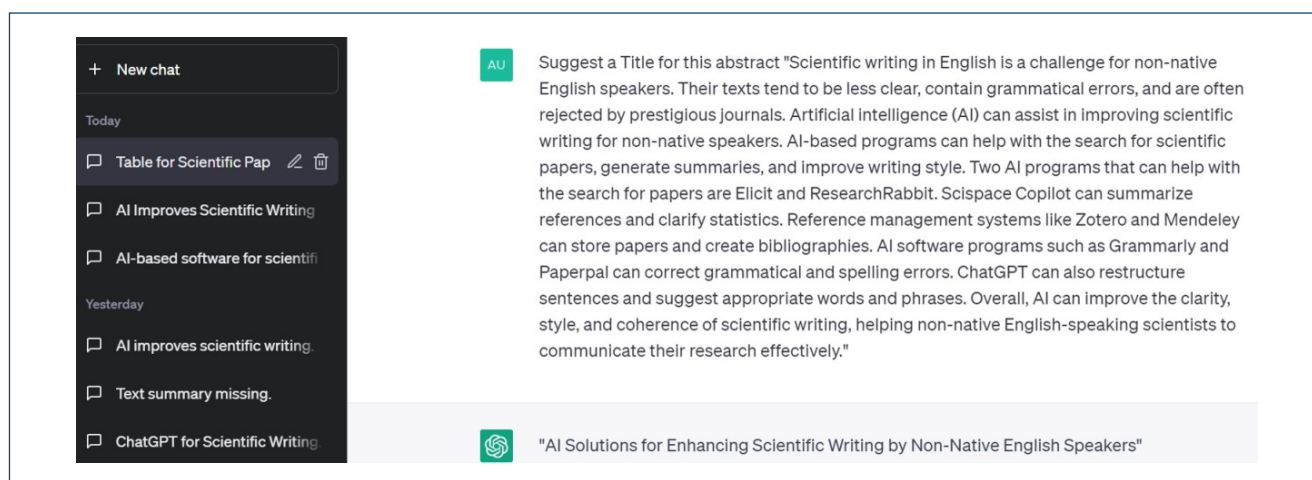 + New chat
Today
Table for Scientific Pap
AI Improves Scientific Writing
AI-based software for scientifi
Yesterday
AI improves scientific writing.
Text summary missing.
ChatGPT for Scientific Writing.
AU
Suggest a Title for this abstract "Scientific writing in English is a challenge for non-native
English speakers. Their texts tend to be less clear, contain grammatical errors, and are often
rejected by prestigious journals. Artificial intelligence (AI) can assist in improving scientific
writing for non-native speakers. AI-based programs can help with the search for scientific
papers, generate summaries, and improve writing style. Two AI programs that can help with
the search for papers are Elicit and ResearchRabbit. Scispace Copilot can summarize
references and clarify statistics. Reference management systems like Zotero and Mendeley
can store papers and create bibliographies. AI software programs such as Grammarly and
Paperpal can correct grammatical and spelling errors. ChatGPT can also restructure
sentences and suggest appropriate words and phrases. Overall, AI can improve the clarity,
style, and coherence of scientific writing, helping non-native English-speaking scientists to
communicate their research effectively."
"AI Solutions for Enhancing Scientific Writing by Non-Native English Speakers"